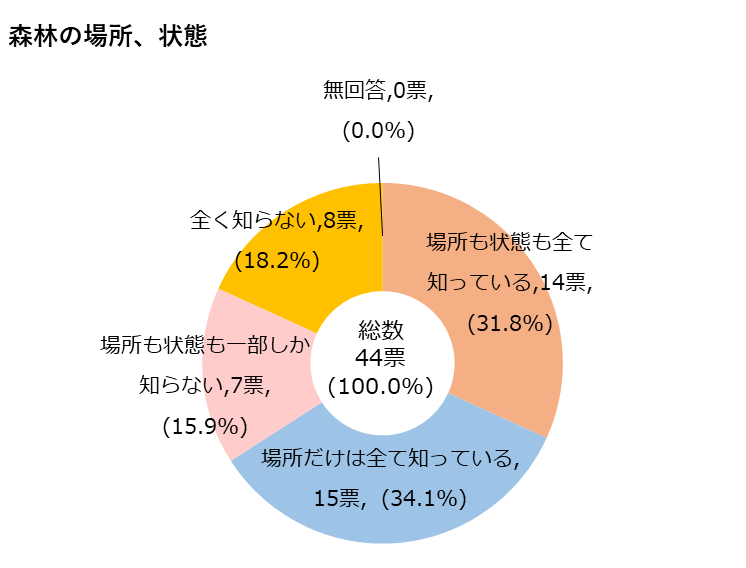 森林の場所、状態
無回答,0票,
(0.0%)
場所も状態も全て
知っている,14票,
(31.8%)
場所だけは全て知っている,
15票, (34.1%)
場所も状態も一部しか
知らない,7票,
(15.9%)
全く知らない,8票,
(18.2%)
総数
44票
(100.0%)